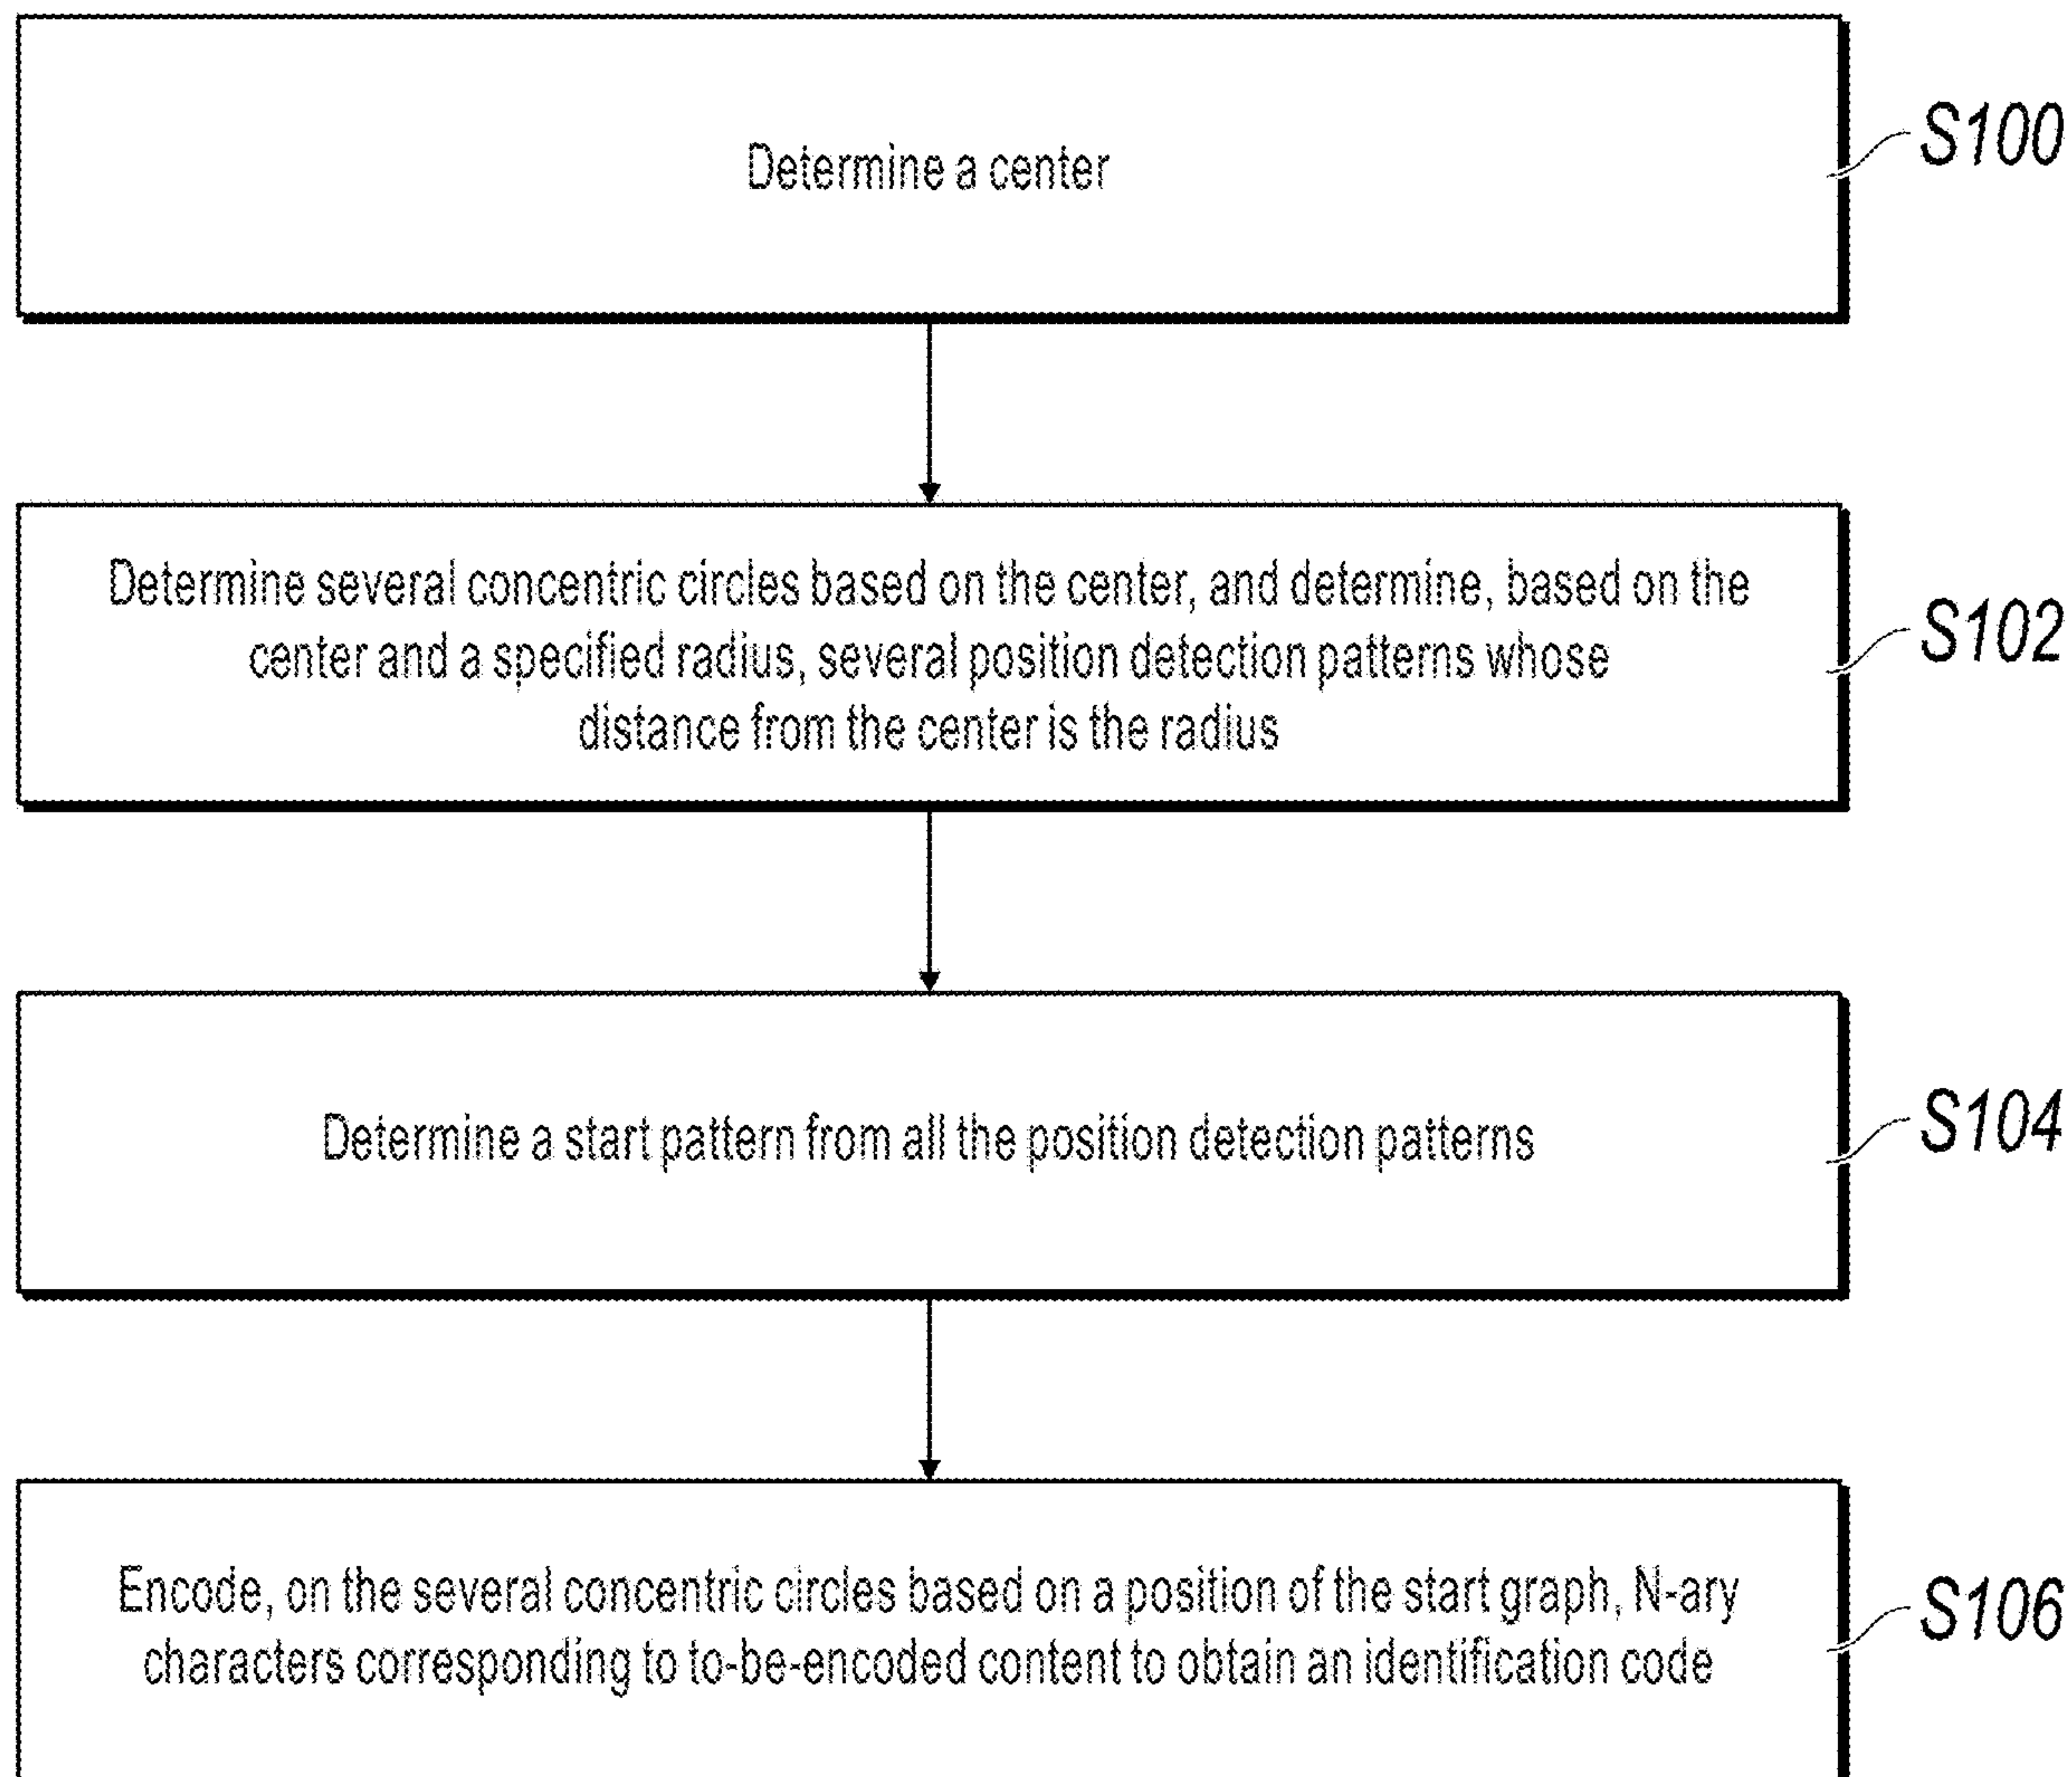 Determine a center
S100
Determine several concentric circles based on the center, and determine, based on the
center and a specified radius, several position detection patterns whose
distance from the center is the radius
S102
Determine a start pattern from all the position detection patterns
S104
Encode, on the several concentric circles based on a position of the start graph, N-ary
characters corresponding to to-be-encoded content to obtain an identification code
S106